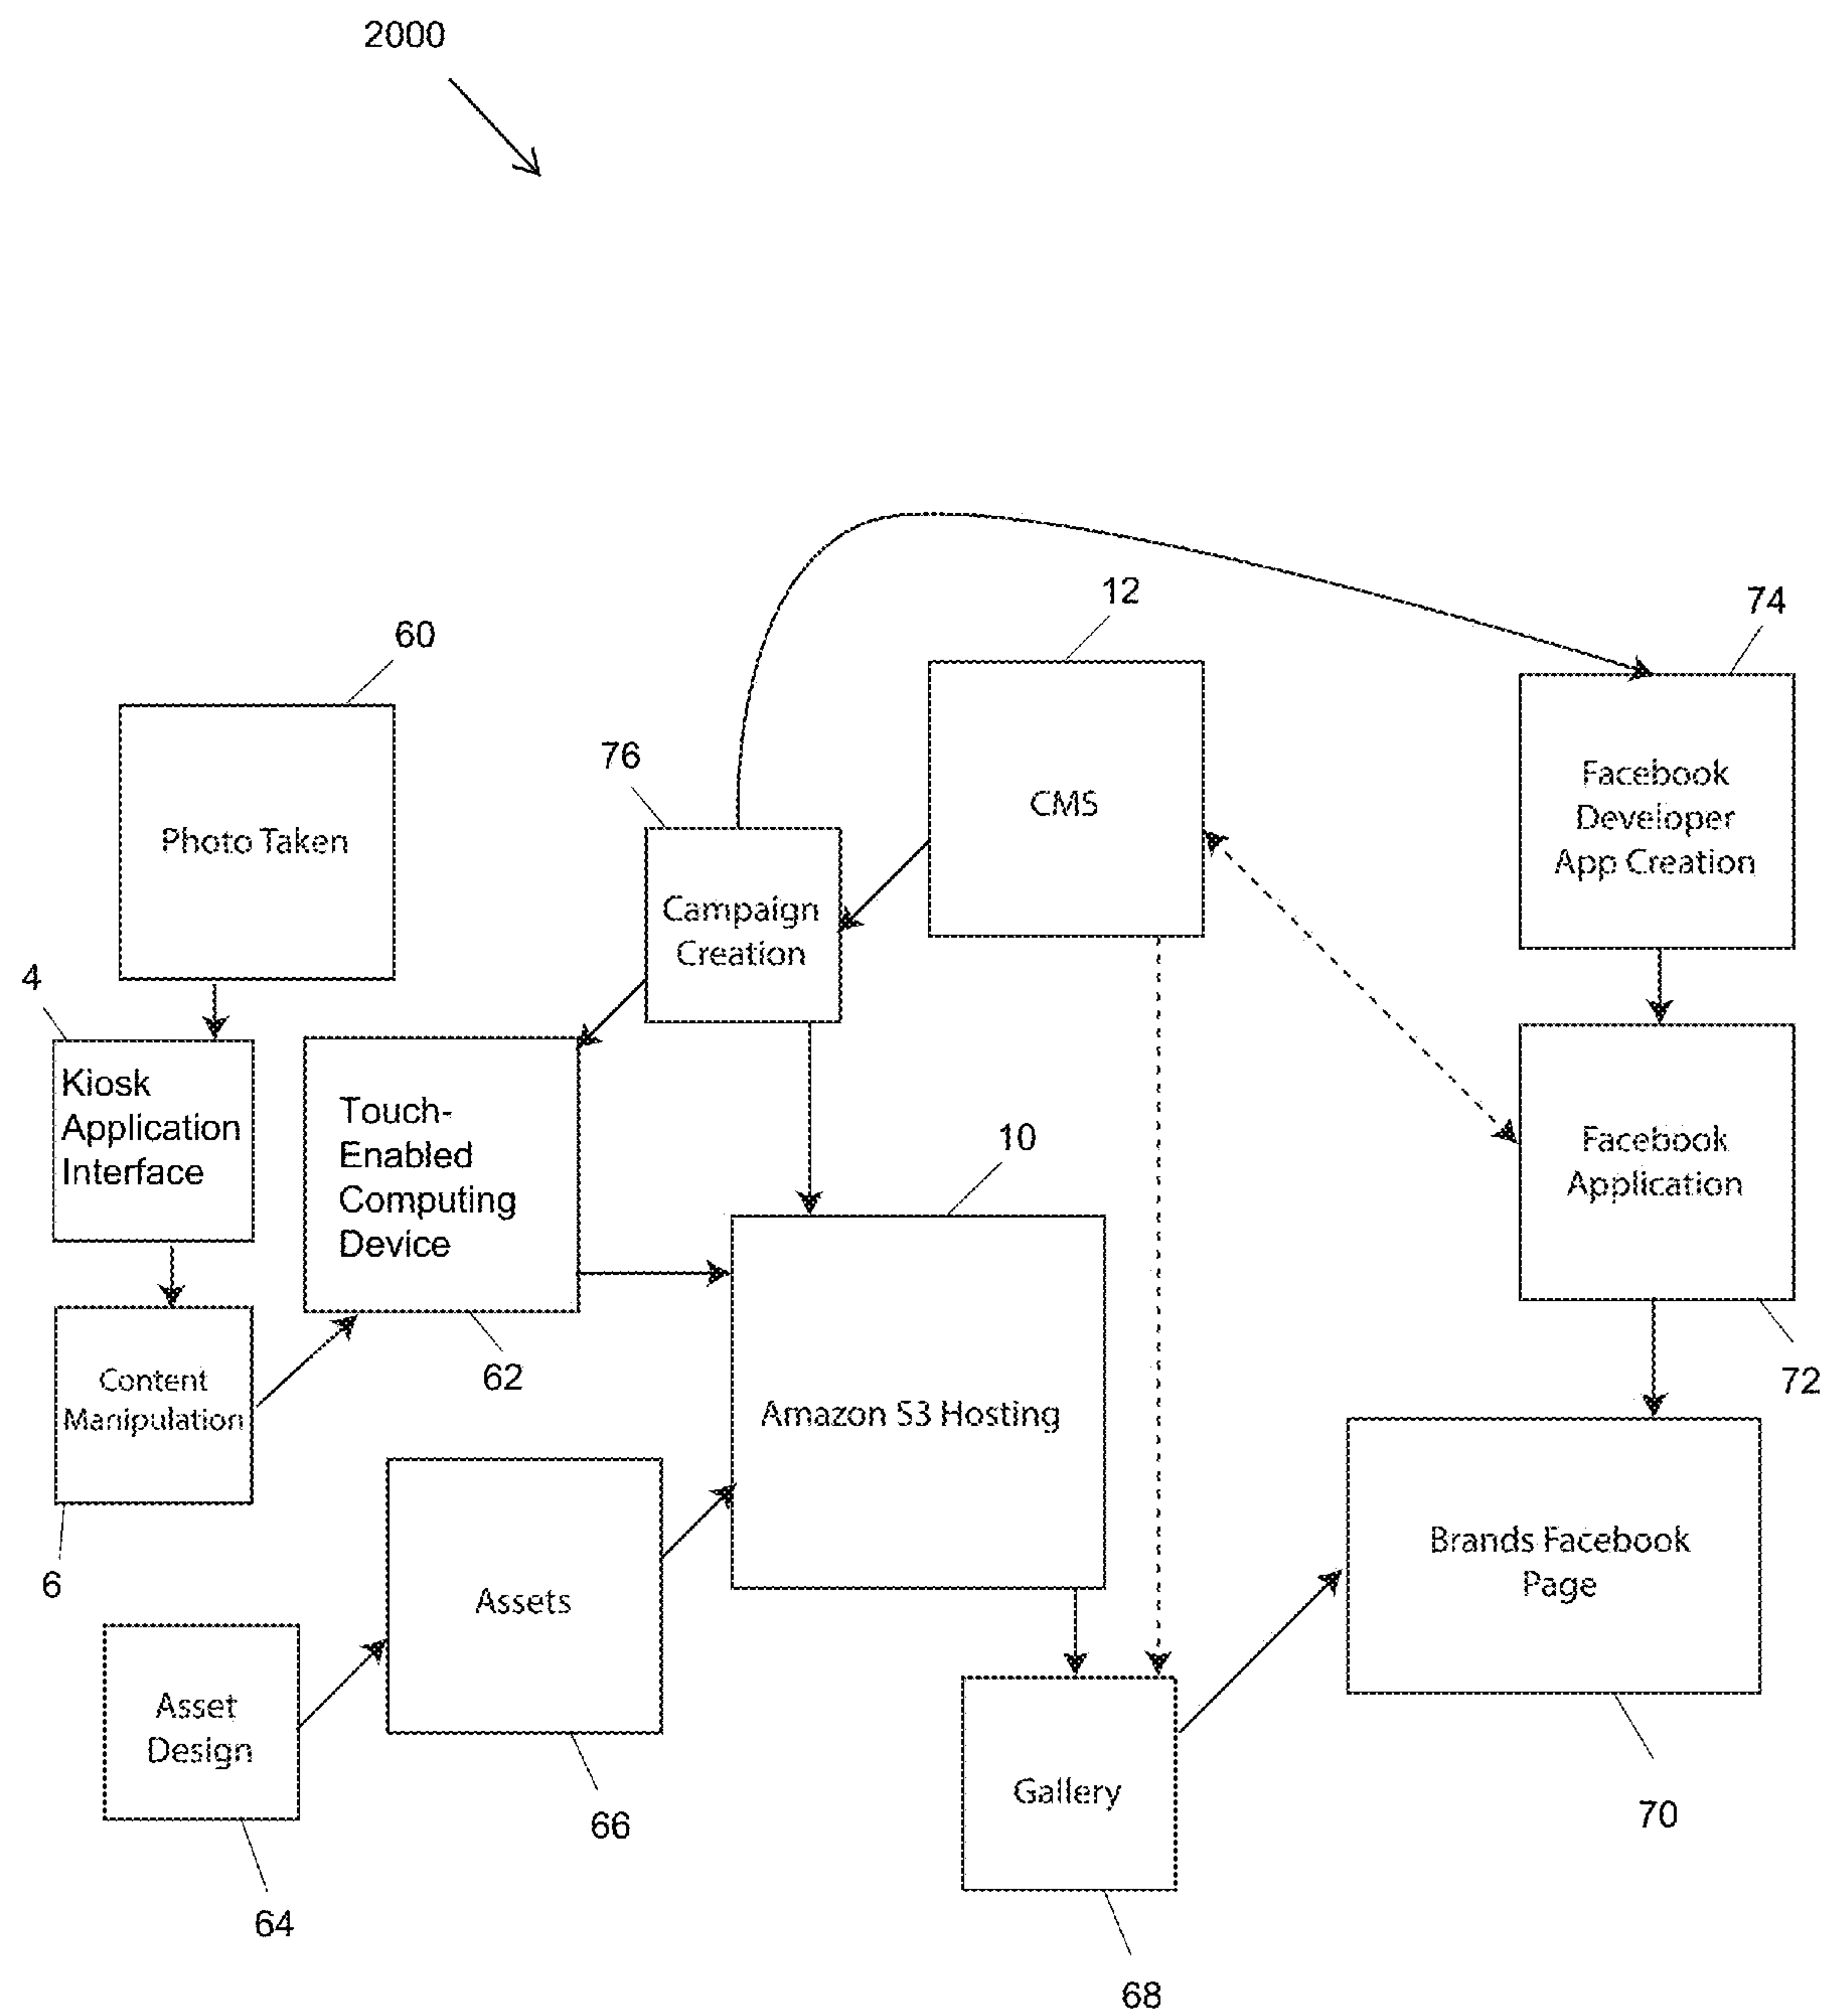 2000
12
74
60
76
Photo Taken
CMS
Facebook
Developer
App Creation
Campaign
Creation
4
Kiosk
Application
Interface
Touch-
Enabled
Computing
Device
10
Facebook
Application
62
72
Content
Manipulation
Amazon S3 Hosting
6
Assets
Brands Facebook
Page
Asset
Design
Gallery
66
70
64
68